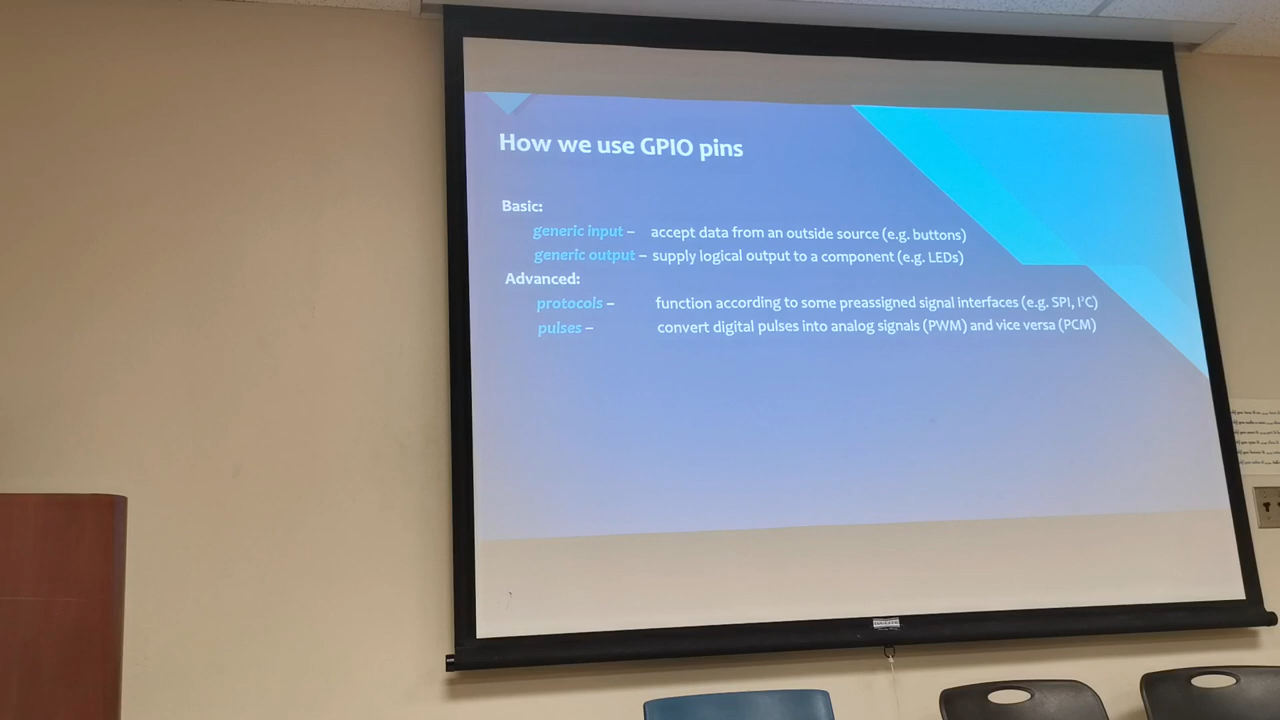 How we use GPIO pins
Basic:
generic input – accept data from an outside source (e.g. buttons)
generic output – supply logical output to a component (e.g. LEDs)
Advanced:
protocols – function according to some preassigned signal interfaces (e.g. SPI, I²C)
pulses – convert digital pulses into analog signals (PWM) and vice versa (PCM)